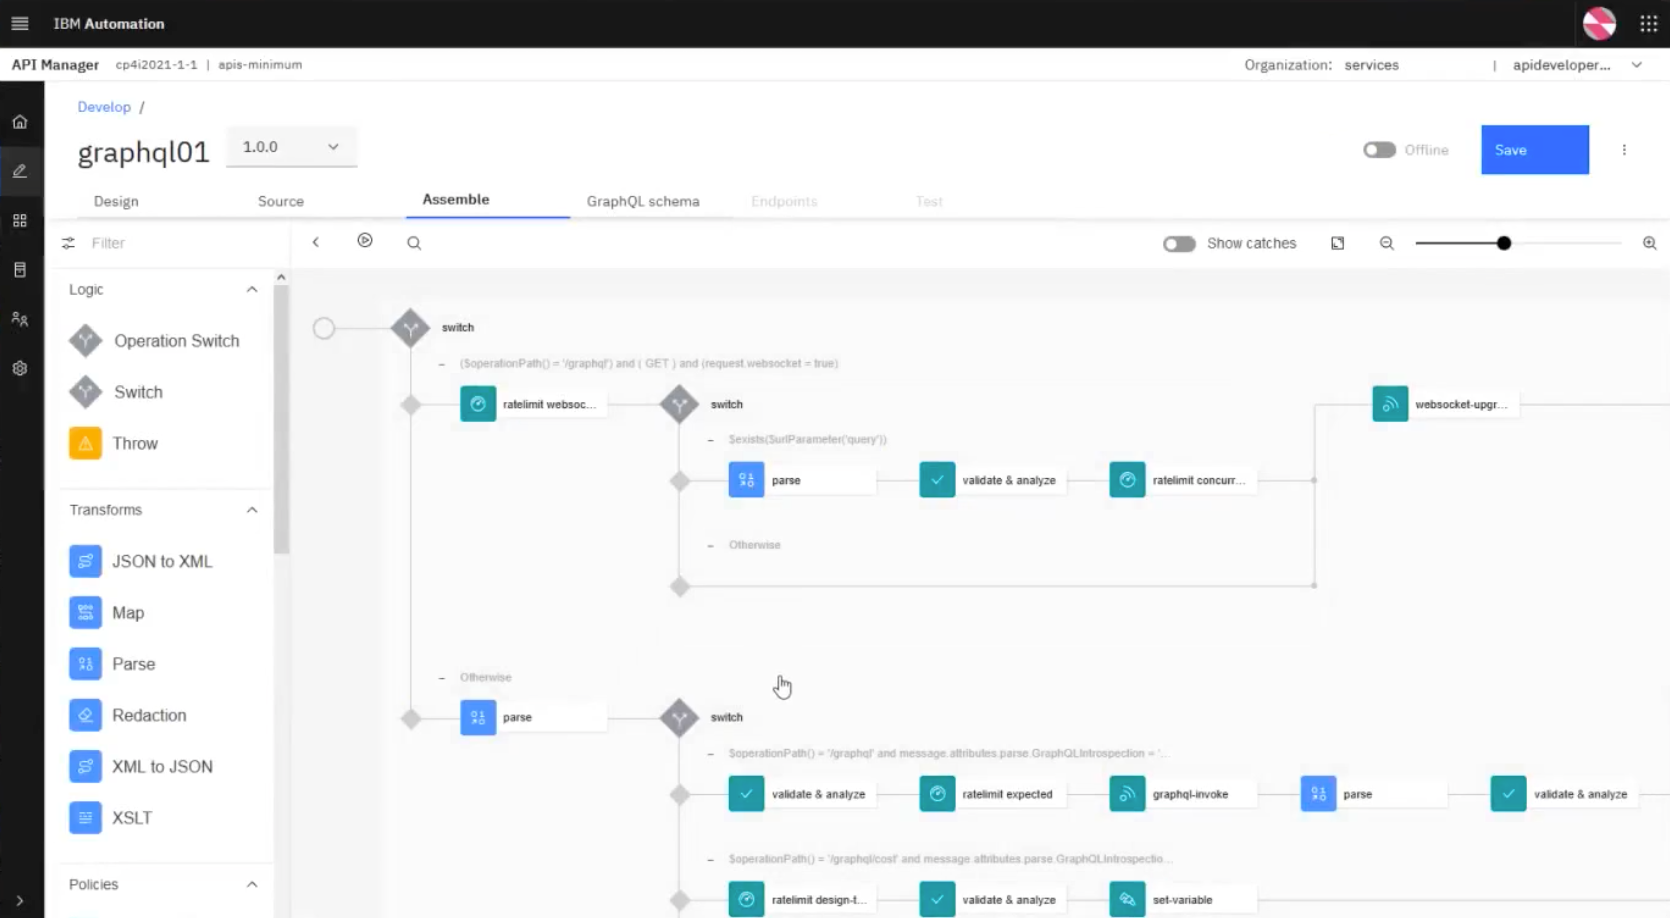 IBM Automation
API Manager cp4i2021-1-1 | apis-minimum Organization: services | apideveloper...
Develop /
graphql01 1.0.0 Offline Save
Design Source Assemble GraphQL schema Endpoints Test
Filter Show catches
Logic
Operation Switch
Switch
Throw
Transforms
JSON to XML
Map
Parse
Redaction
XML to JSON
XSLT
Policies
switch
($operationPath() = '/graphql') and ( GET ) and (request.websocket = true)
ratelimit websoc... switch websocket-upgr...
$exists($urlParameter('query'))
parse validate & analyze ratelimit concurr...
Otherwise
Otherwise
parse switch
$operationPath() = '/graphql' and message.attributes.parse.GraphQLIntrospection = '...
validate & analyze ratelimit expected graphql-invoke parse validate & analyze
$operationPath() = '/graphql/cost' and message.attributes.parse.GraphQLIntrospectio...
ratelimit design-t... validate & analyze set-variable